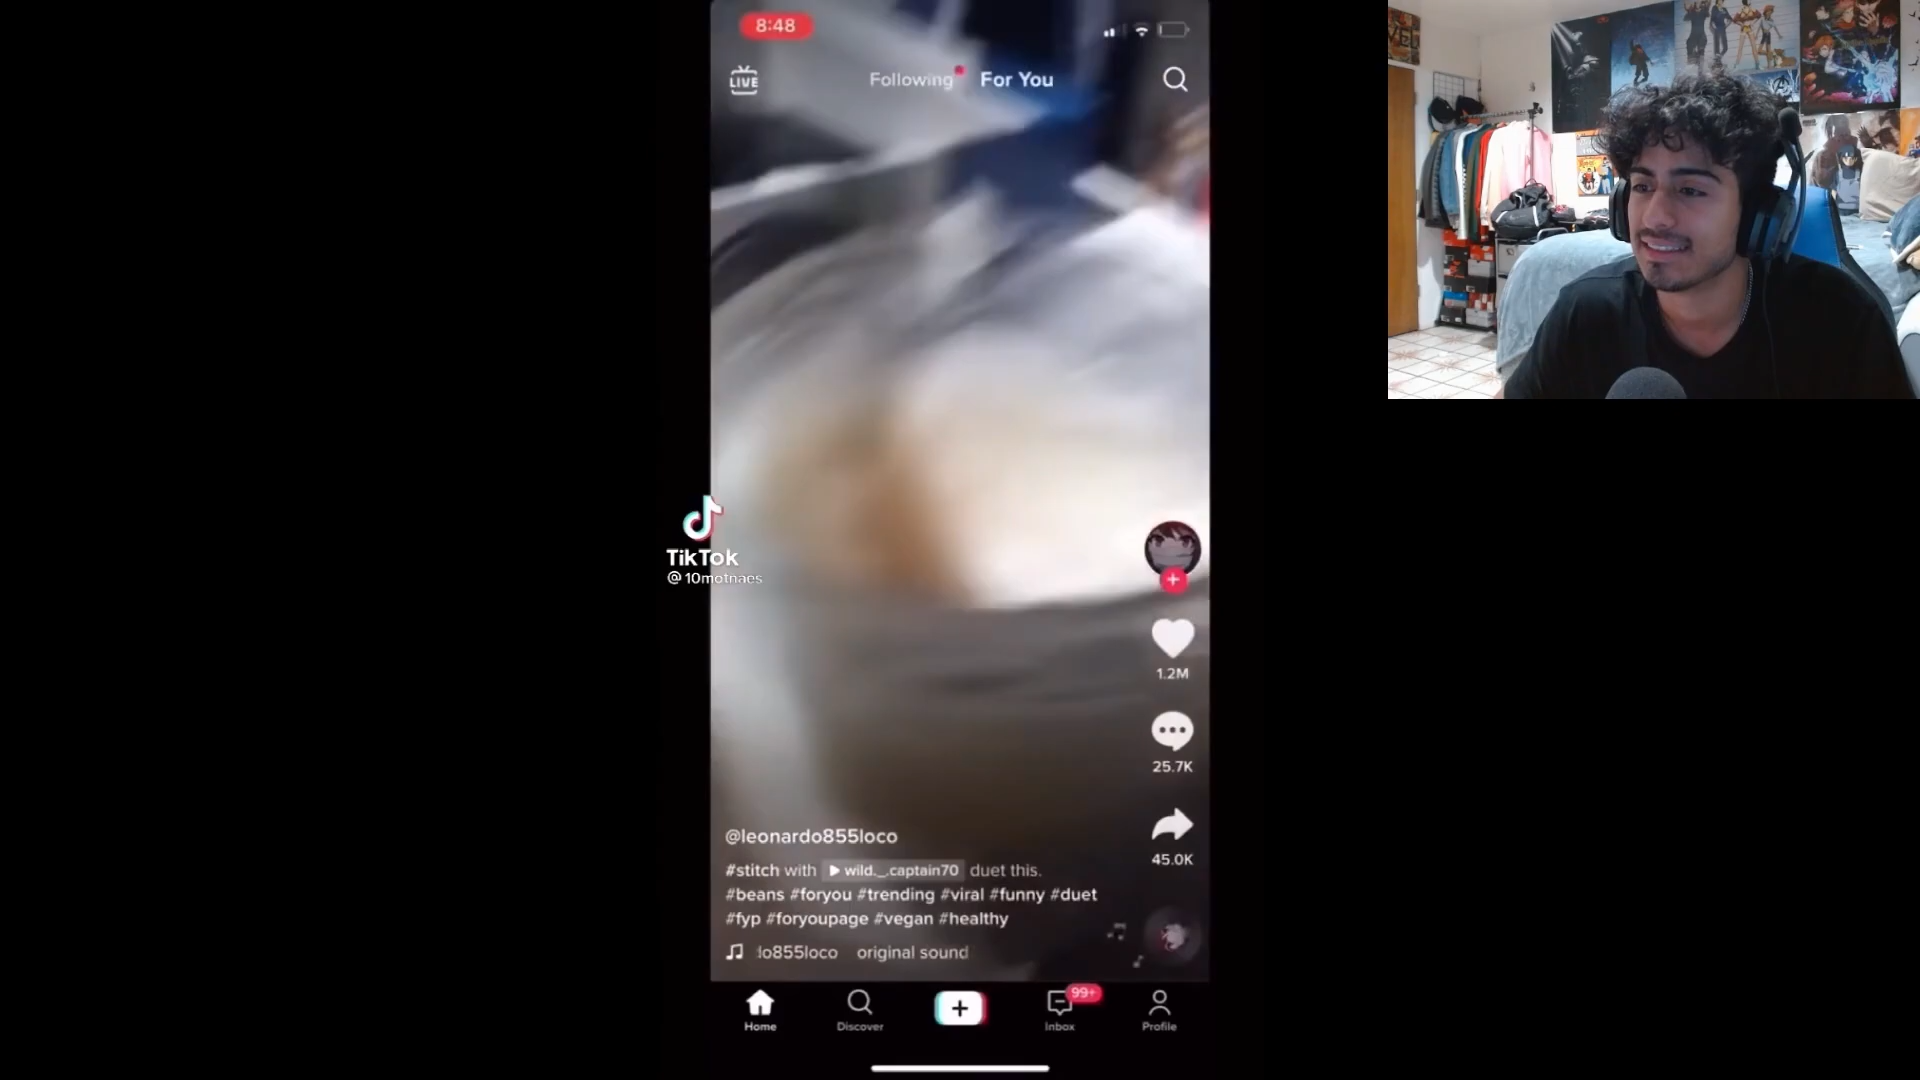 8:48
LIVE
Following For You
TikTok
@ 10motnaes
1.2M
25.7K
45.0K
@leonardo855loco
#stitch with wild._.captain70 duet this.
#beans #foryou #trending #viral #funny #duet
#fyp #foryoupage #vegan #healthy
lo855loco original sound
Home
Discover
99+
Inbox
Profile